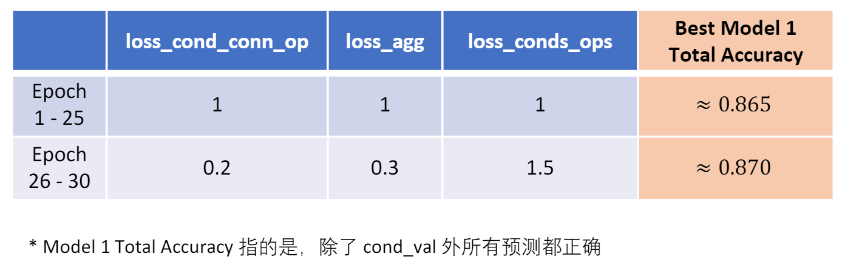 loss_cond_conn_op loss_agg loss_conds_ops Best Model 1
Total Accuracy
Epoch
1 - 25 1 1 1 ≈ 0.865
Epoch
26 - 30 0.2 0.3 1.5 ≈ 0.870
* Model 1 Total Accuracy 指的是，除了 cond_val 外所有预测都正确